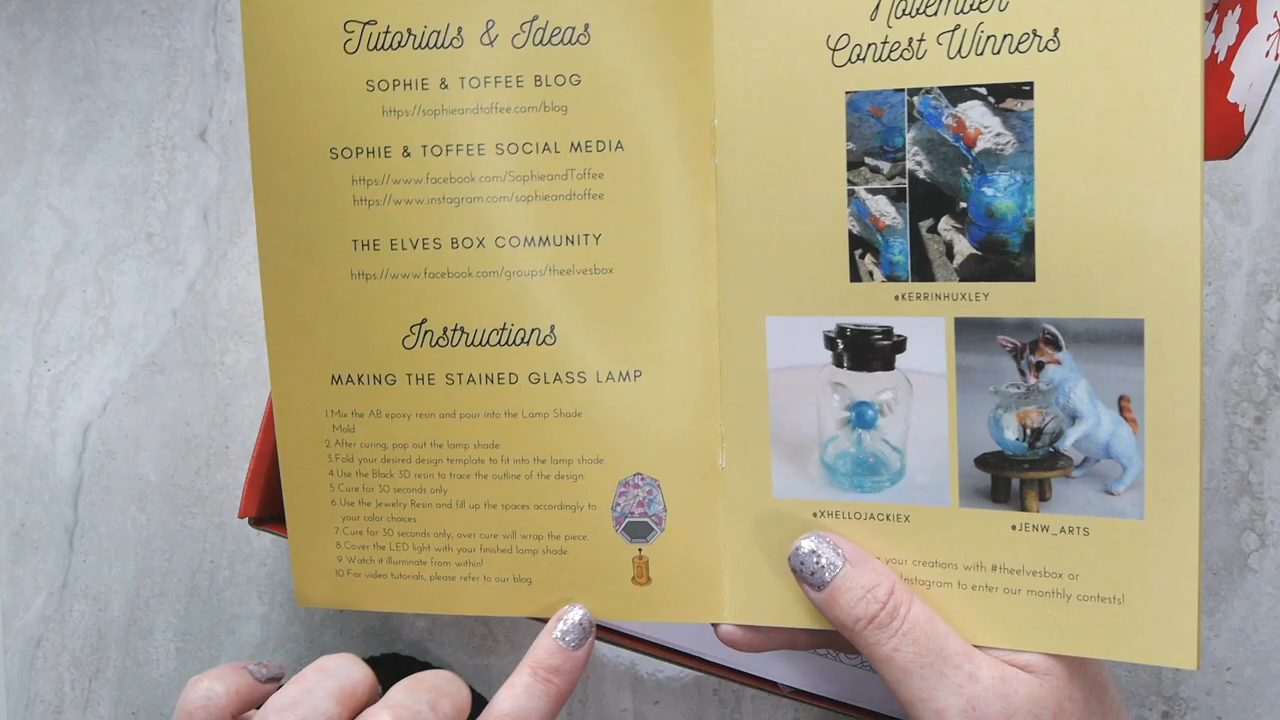 Tutorials & Ideas
SOPHIE & TOFFEE BLOG
https://sophieandtoffee.com/blog
SOPHIE & TOFFEE SOCIAL MEDIA
https://www.facebook.com/SophieandToffee
https://www.instagram.com/sophieandtoffee
THE ELVES BOX COMMUNITY
https://www.facebook.com/groups/theelvesbox
Instructions
MAKING THE STAINED GLASS LAMP
1.Mix the AB epoxy resin and pour into the Lamp Shade
Mold
2.After curing, pop out the lamp shade
3.Fold your desired design template to fit into the lamp shade
4.Use the Black 3D resin to trace the outline of the design.
5.Cure for 30 seconds only
6.Use the Jewelry Resin and fill up the spaces accordingly to
your color choices
7.Cure for 30 seconds only, over cure will wrap the piece.
8.Cover the LED light with your finished lamp shade.
9.Watch it illuminate from within!
10.For video tutorials, please refer to our blog
November
Contest Winners
@KERRINHUXLEY
@XHELLOJACKIEX
@JENW_ARTS
your creations with #theelvesbox or
Instagram to enter our monthly contests!